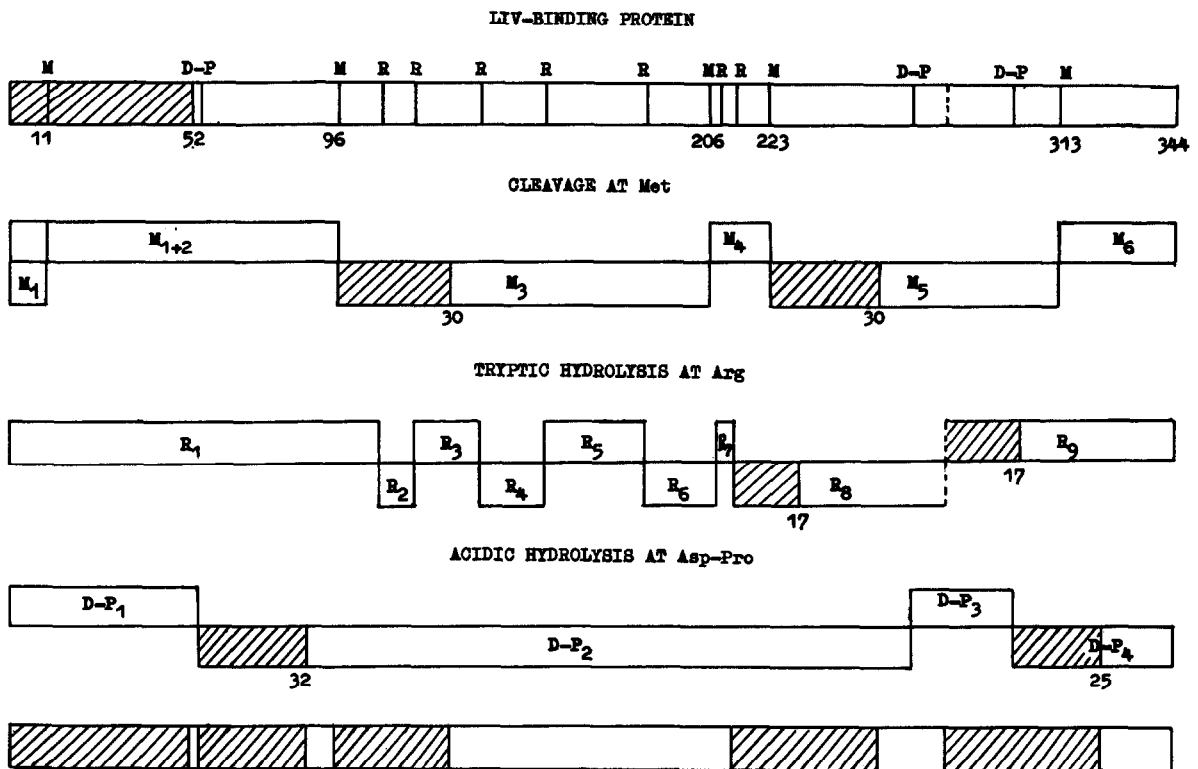 LIV-BINDING PROTEIN
M D-P M R R R R R M R R M D-P D-P M
11 52 96 206 223 313 344
CLEAVAGE AT Met
M1+2 M4 M6
M1 M3 M5
30 30
TRYPTIC HYDROLYSIS AT Arg
R1 R3 R5 R7 R9
R2 R4 R6 R8 17
17
ACIDIC HYDROLYSIS AT Asp-Pro
D-P1 D-P3
D-P2 D-P4
32 25